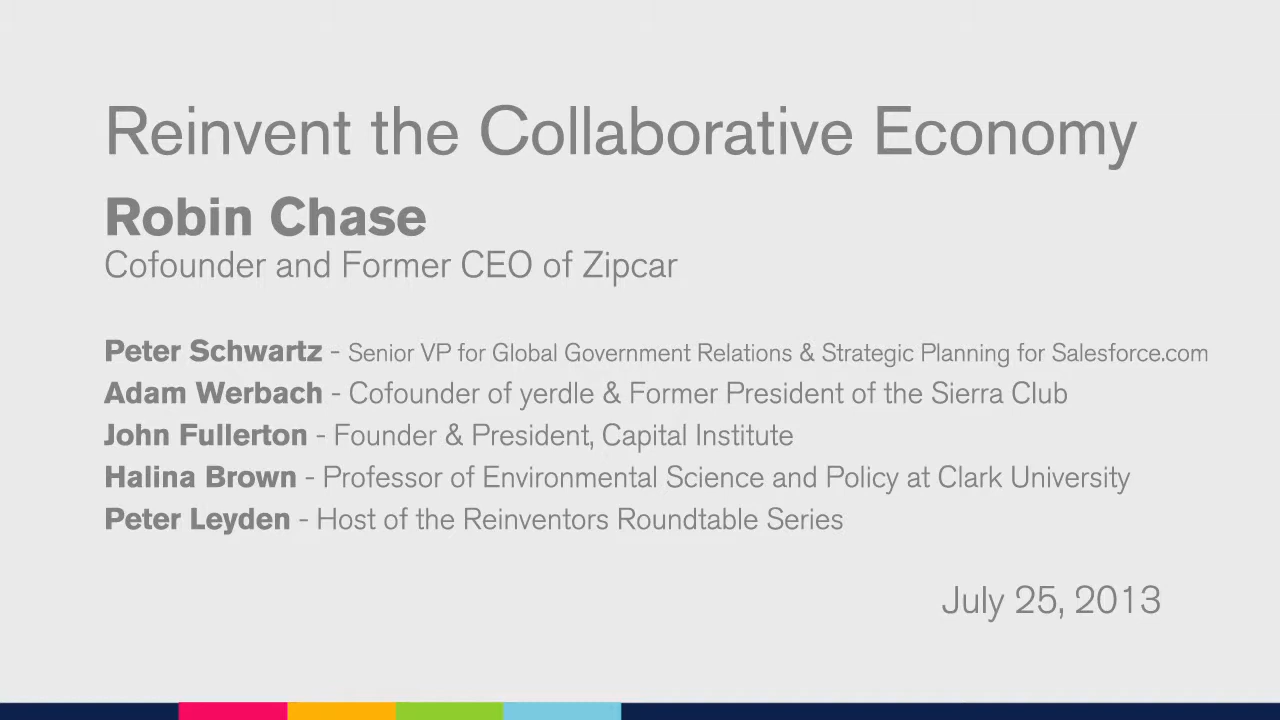 Reinvent the Collaborative Economy
Robin Chase
Cofounder and Former CEO of Zipcar
Peter Schwartz - Senior VP for Global Government Relations & Strategic Planning for Salesforce.com
Adam Werbach - Cofounder of yerdle & Former President of the Sierra Club
John Fullerton - Founder & President, Capital Institute
Halina Brown - Professor of Environmental Science and Policy at Clark University
Peter Leyden - Host of the Reinventors Roundtable Series
July 25, 2013